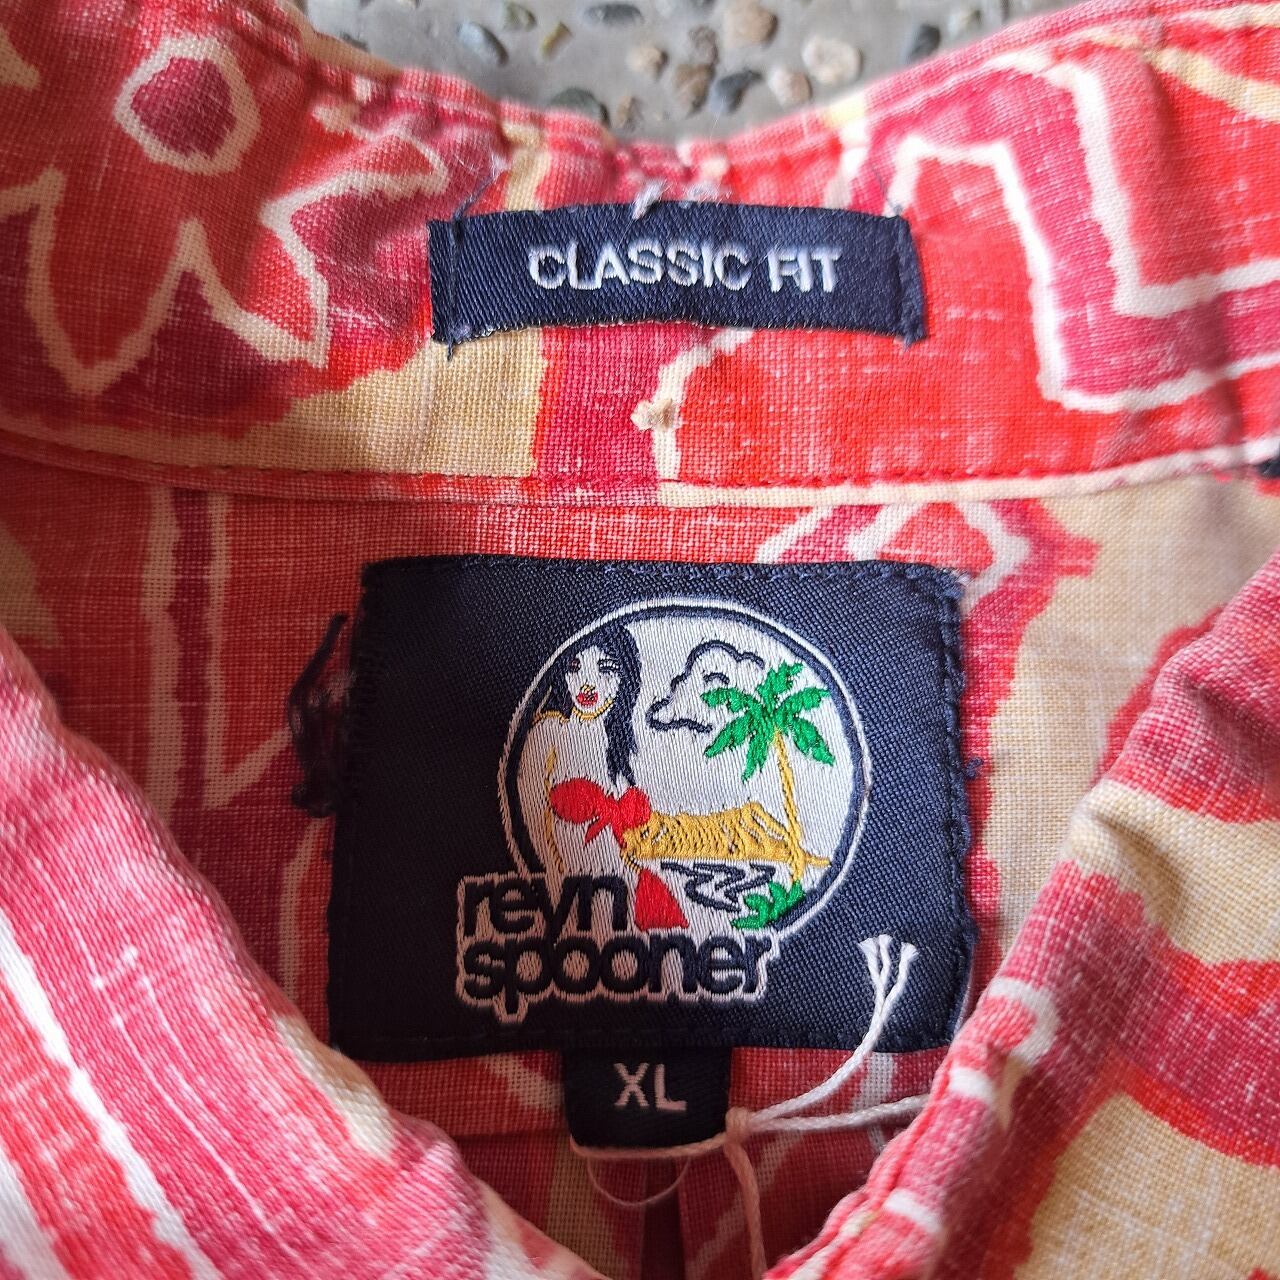 CLASSIC FIT
reyn
spooner
XL